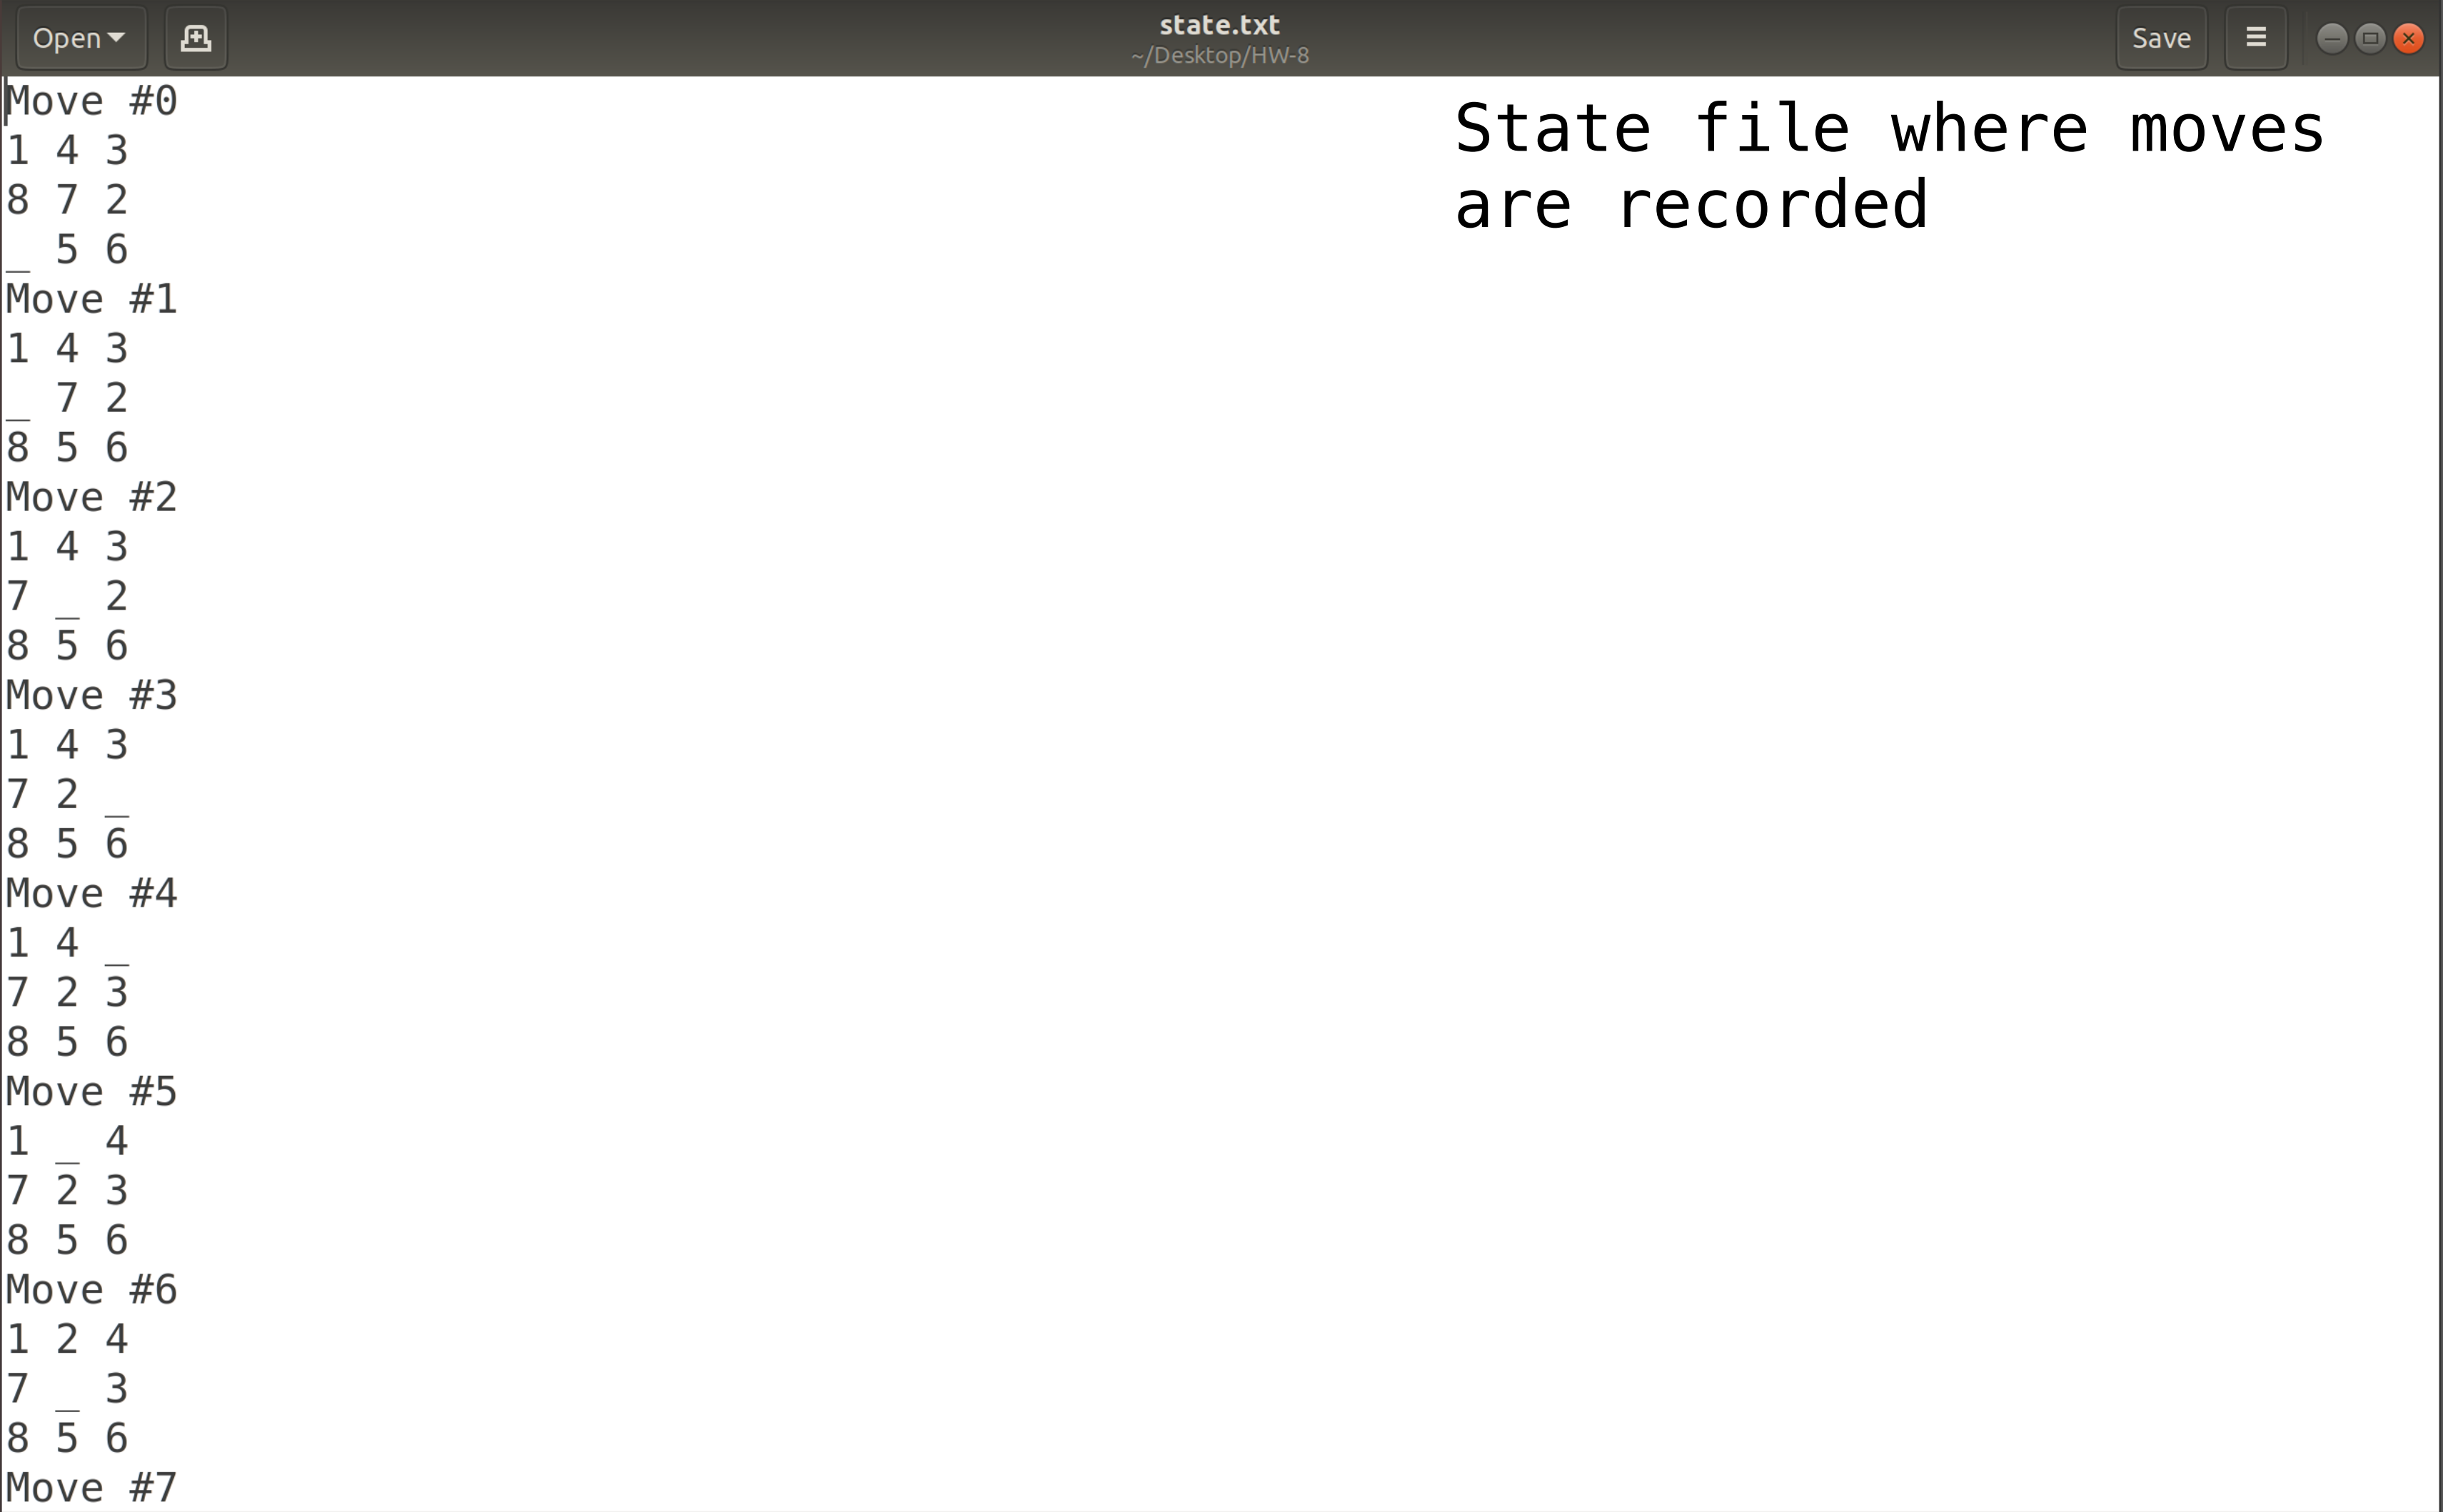 Open
state.txt
~/Desktop/HW-8
Save
State file where moves
are recorded
Move #0
1 4 3
8 7 2
_ 5 6
Move #1
1 4 3
_ 7 2
8 5 6
Move #2
1 4 3
7 _ 2
8 5 6
Move #3
1 4 3
7 2 _
8 5 6
Move #4
1 4 _
7 2 3
8 5 6
Move #5
1 _ 4
7 2 3
8 5 6
Move #6
1 2 4
7 _ 3
8 5 6
Move #7